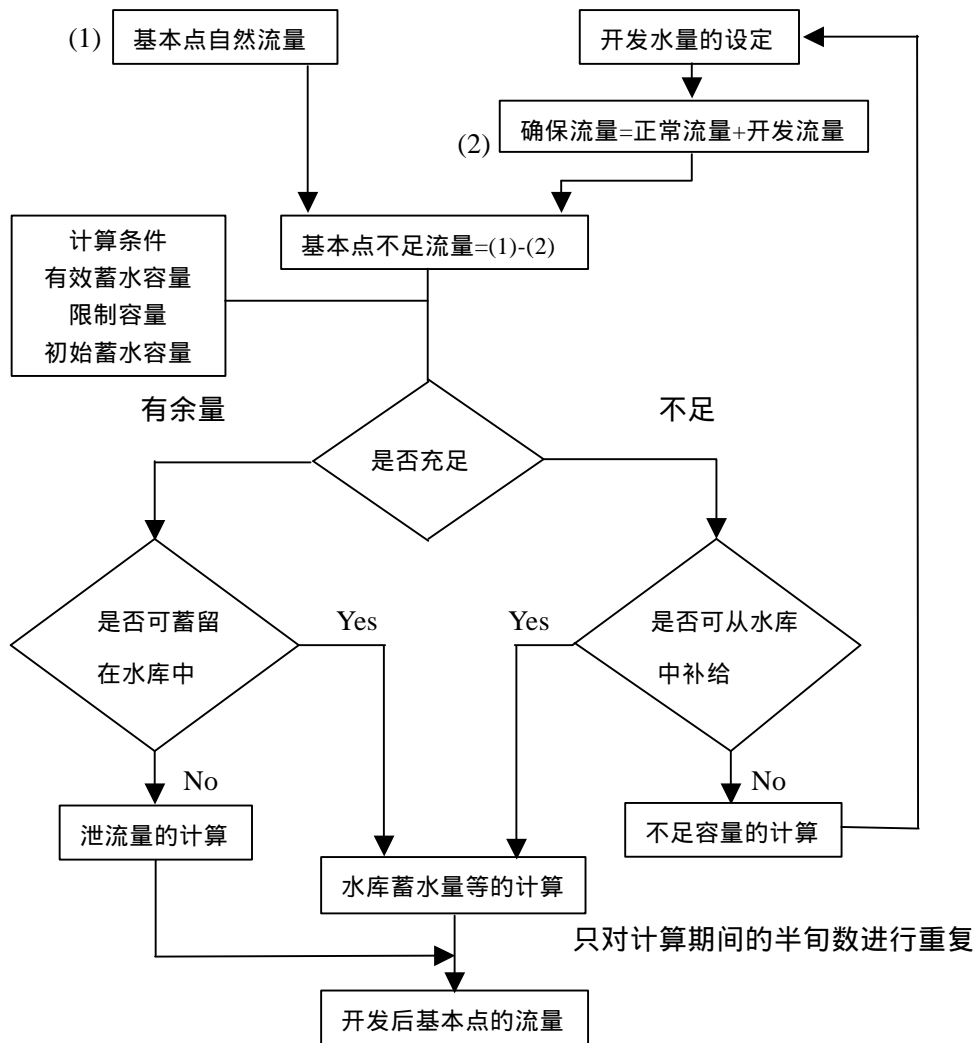 (1)
基本点自然流量
开发水量的设定
(2)
确保流量=正常流量+开发流量
计算条件
有效蓄水容量
限制容量
初始蓄水容量
基本点不足流量=(1)-(2)
有余量
不足
是否充足
是否可蓄留
在水库中
Yes
Yes
是否可从水库
中补给
No
No
泄流量的计算
不足容量的计算
水库蓄水量等的计算
只对计算期间的半旬数进行重复
开发后基本点的流量